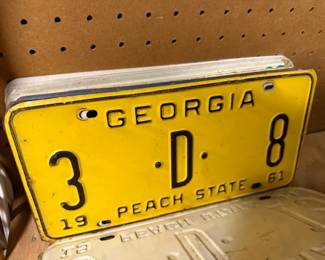 GEORGIA
3 ·D· 8
19 PEACH STATE 61